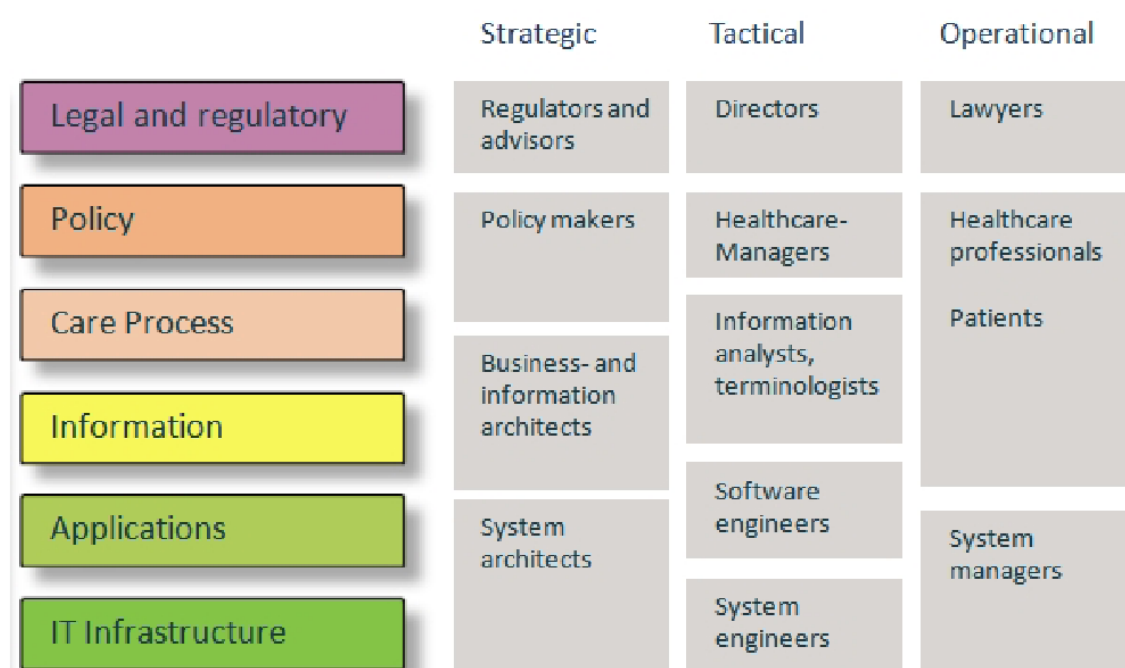 Strategic
Tactical
Operational
Legal and regulatory
Regulators and
advisors
Directors
Lawyers
Policy
Policy makers
Healthcare-
Managers
Healthcare
professionals
Patients
Care Process
Business- and
information
architects
Information
analysts,
terminologists
Information
Applications
System
architects
Software
engineers
System
managers
IT Infrastructure
System
engineers